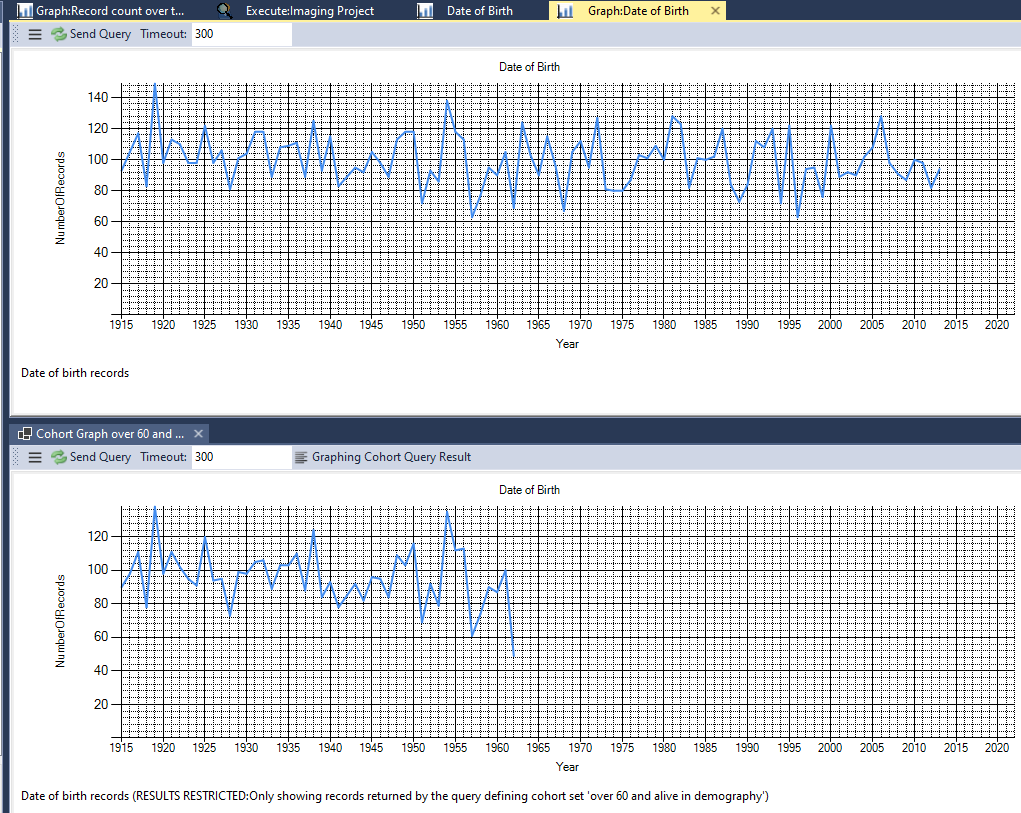 Graph:Record count over t... Execute:Imaging Project Date of Birth Graph:Date of Birth
Send Query Timeout: 300
Date of Birth
NumberOfRecords
140
120
100
80
60
40
20
1915 1920 1925 1930 1935 1940 1945 1950 1955 1960 1965 1970 1975 1980 1985 1990 1995 2000 2005 2010 2015 2020
Year
Date of birth records
Cohort Graph over 60 and ...
Send Query Timeout: 300 Graphing Cohort Query Result
Date of Birth
NumberOfRecords
120
100
80
60
40
20
1915 1920 1925 1930 1935 1940 1945 1950 1955 1960 1965 1970 1975 1980 1985 1990 1995 2000 2005 2010 2015 2020
Year
Date of birth records (RESULTS RESTRICTED:Only showing records returned by the query defining cohort set 'over 60 and alive in demography')